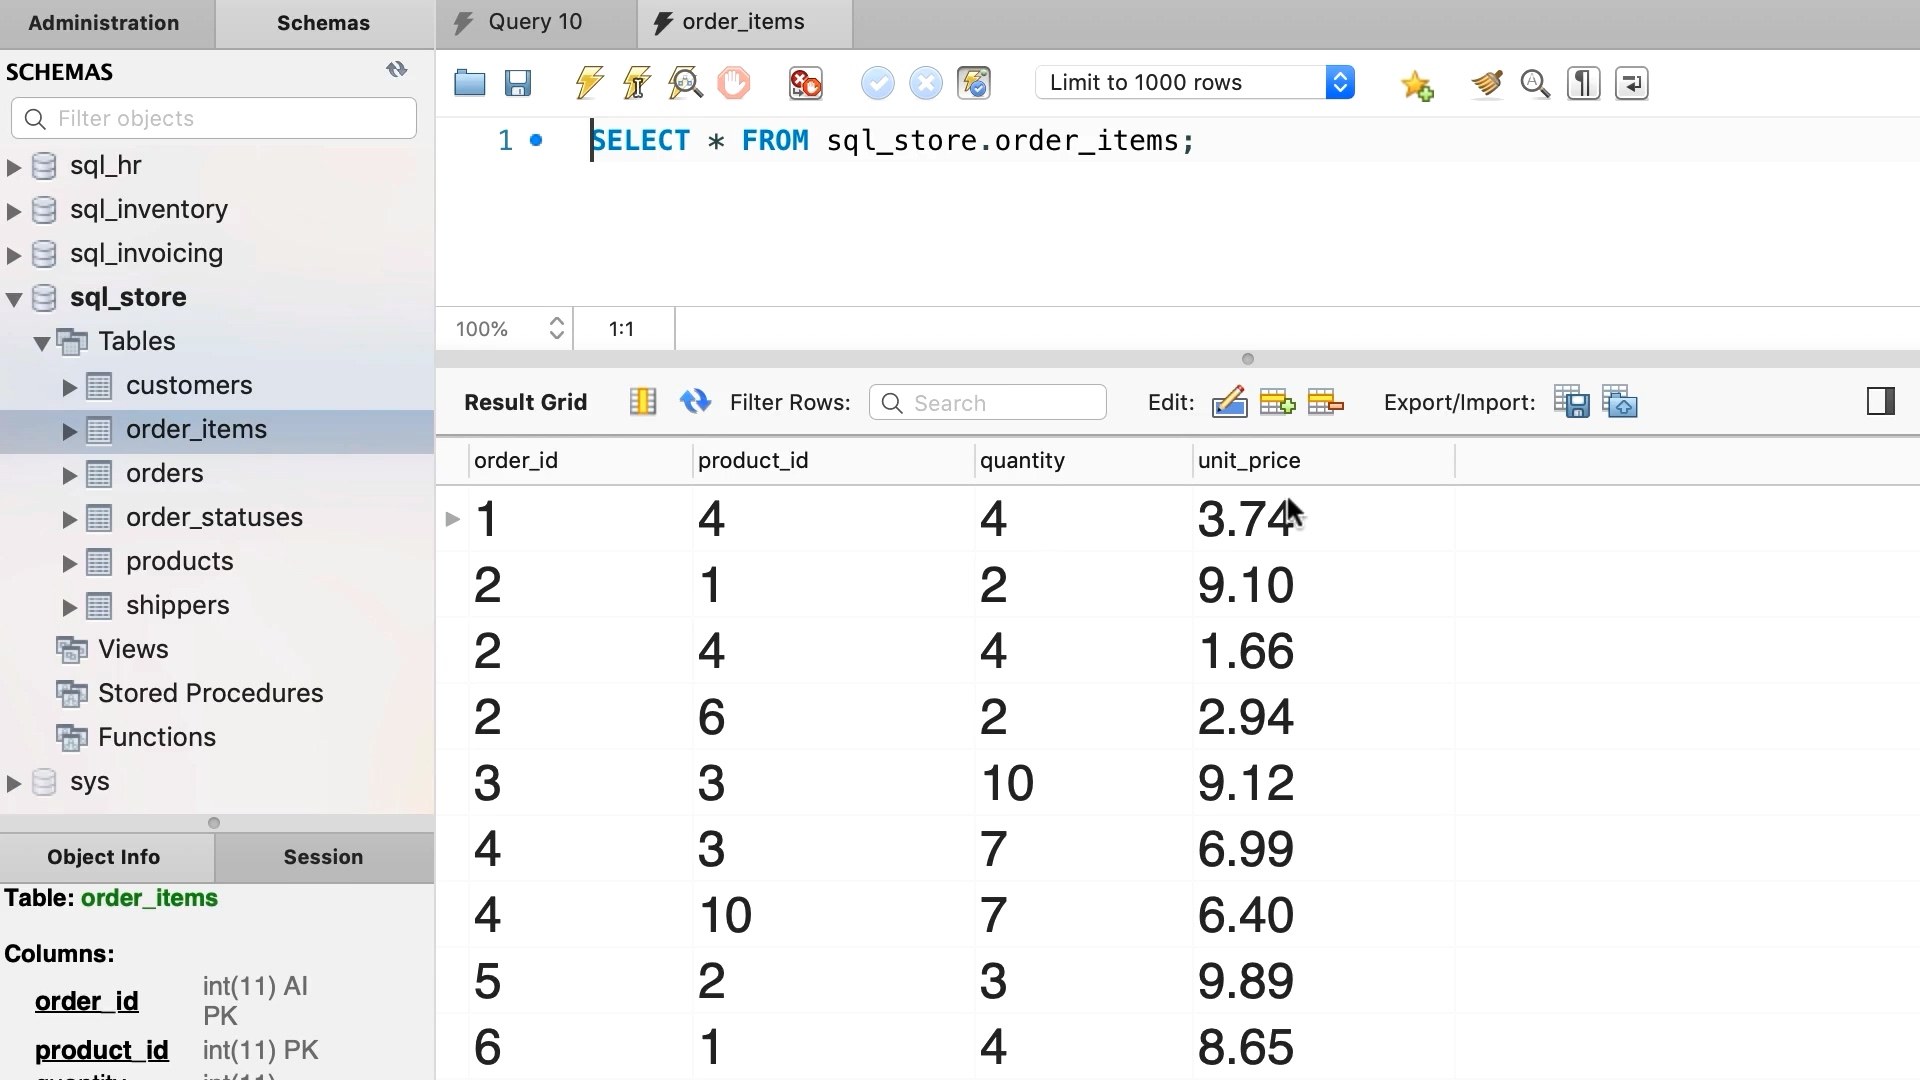 Administration Schemas
SCHEMAS
Filter objects
sql_hr
sql_inventory
sql_invoicing
sql_store
Tables
customers
order_items
orders
order_statuses
products
shippers
Views
Stored Procedures
Functions
sys
Object Info Session
Table: order_items
Columns:
order_id int(11) AI PK
product_id int(11) PK
quantity int(11)
Query 10 order_items
Limit to 1000 rows
1 SELECT * FROM sql_store.order_items;
100% 1:1
Result Grid Filter Rows: Search Edit: Export/Import:
order_id product_id quantity unit_price
1 4 4 3.74
2 1 2 9.10
2 4 4 1.66
2 6 2 2.94
3 3 10 9.12
4 3 7 6.99
4 10 7 6.40
5 2 3 9.89
6 1 4 8.65